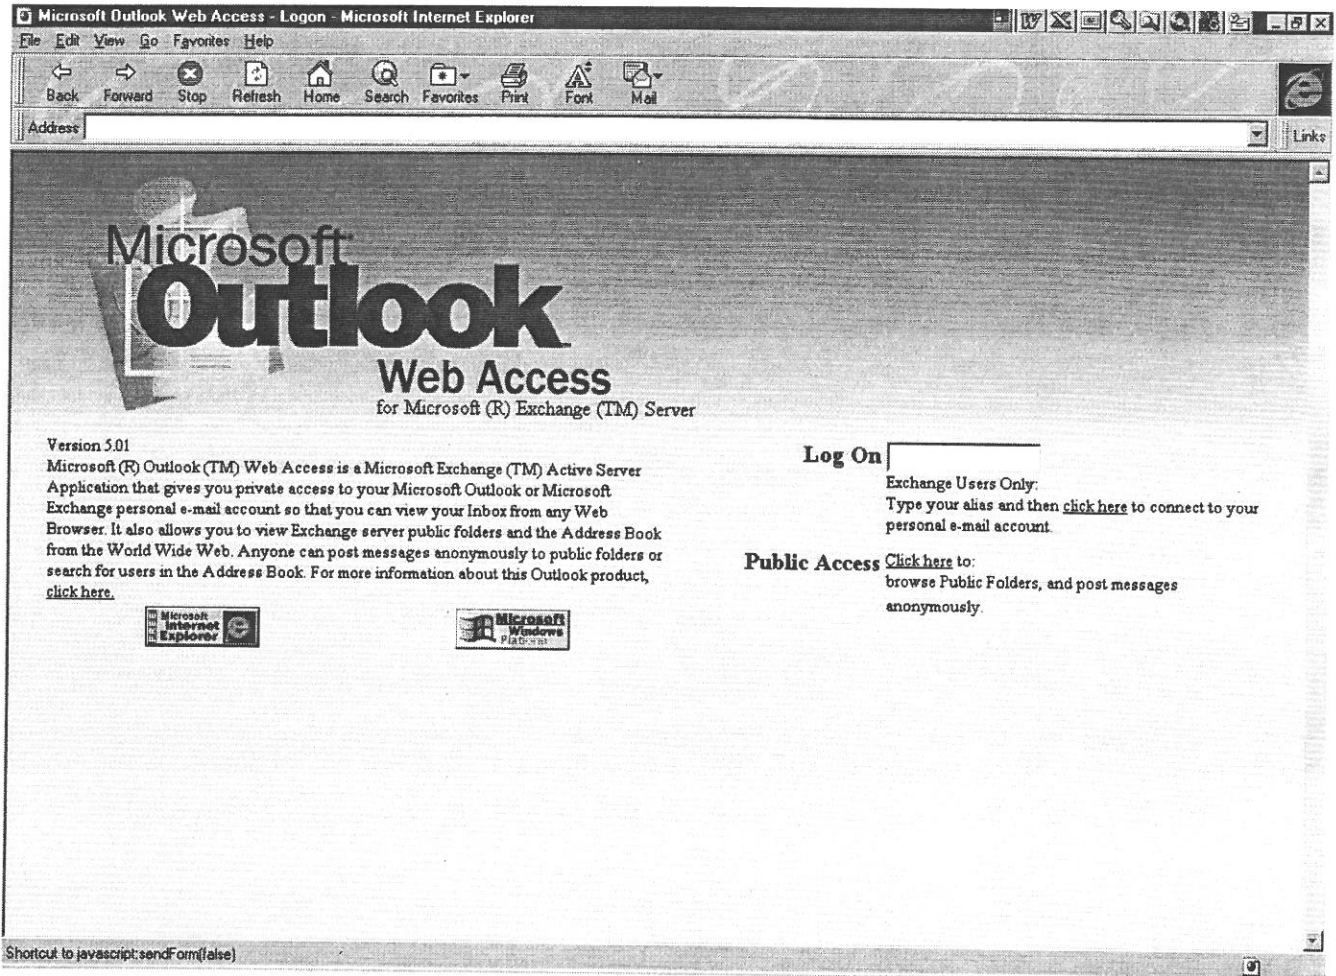 Microsoft Outlook Web Access - Logon - Microsoft Internet Explorer
File Edit View Go Favorites Help
Back Forward Stop Refresh Home Search Favorites Print Font Mail
Address
Links
Microsoft
Outlook
Web Access
for Microsoft (R) Exchange (TM) Server
Version 5.01
Microsoft (R) Outlook (TM) Web Access is a Microsoft Exchange (TM) Active Server
Application that gives you private access to your Microsoft Outlook or Microsoft
Exchange personal e-mail account so that you can view your Inbox from any Web
Browser. It also allows you to view Exchange server public folders and the Address Book
from the World Wide Web. Anyone can post messages anonymously to public folders or
search for users in the Address Book. For more information about this Outlook product,
click here.
Microsoft
Internet
Explorer
Microsoft
Windows
Platform
Log On
Exchange Users Only:
Type your alias and then click here to connect to your
personal e-mail account.
Public Access Click here to:
browse Public Folders, and post messages
anonymously.
Shortcut to javascript:sendForm(false)